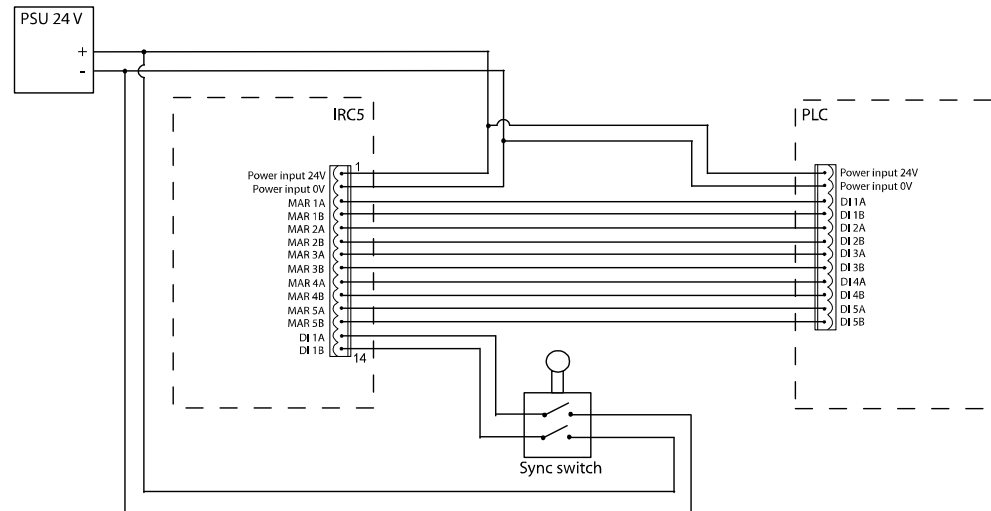 PSU 24 V
+
-
IRC5
PLC
1
Power input 24V
Power input 0V
MAR 1A
MAR 1B
MAR 2A
MAR 2B
MAR 3A
MAR 3B
MAR 4A
MAR 4B
MAR 5A
MAR 5B
DI 1A
DI 1B
14
Power input 24V
Power input 0V
DI 1A
DI 1B
DI 2A
DI 2B
DI 3A
DI 3B
DI 4A
DI 4B
DI 5A
DI 5B
Sync switch